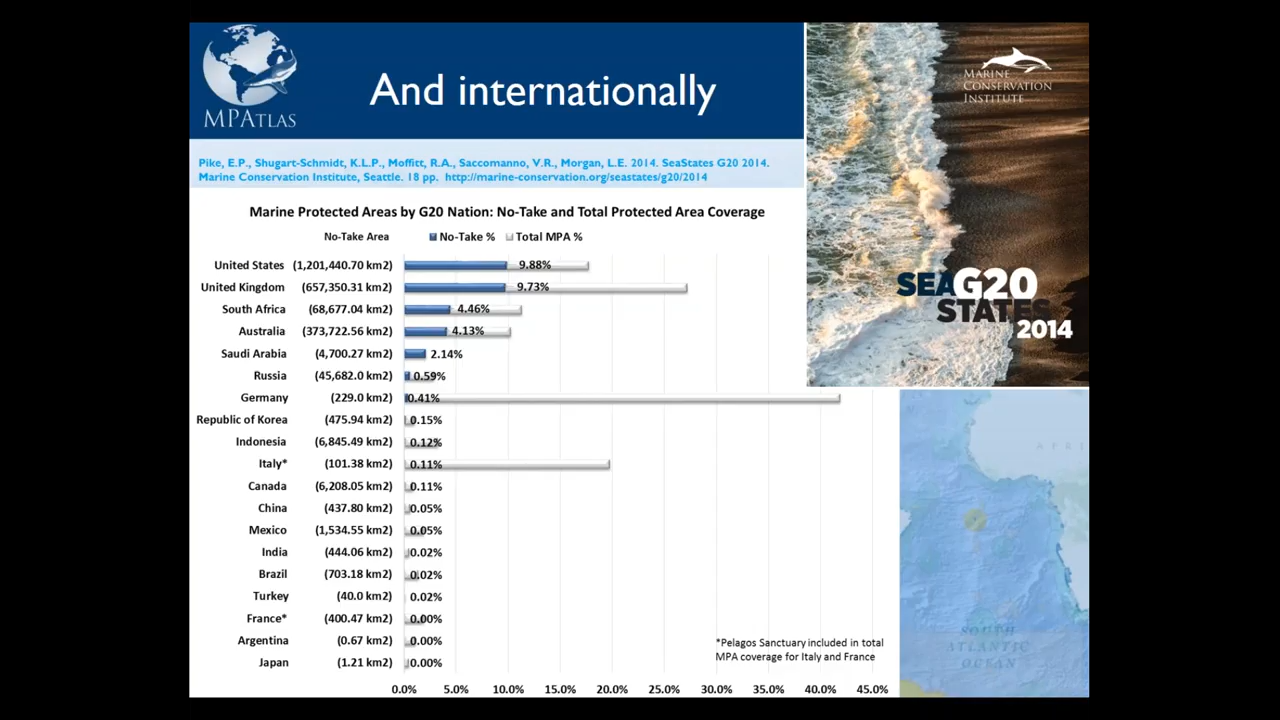 MPATLAS
And internationally
MARINE
CONSERVATION
INSTITUTE
Pike, E.P., Shugart-Schmidt, K.L.P., Moffitt, R.A., Saccomanno, V.R., Morgan, L.E. 2014. SeaStates G20 2014.
Marine Conservation Institute, Seattle. 18 pp. http://marine-conservation.org/seastates/g20/2014
Marine Protected Areas by G20 Nation: No-Take and Total Protected Area Coverage
No-Take Area No-Take % Total MPA %
United States (1,201,440.70 km2) 9.88%
United Kingdom (657,350.31 km2) 9.73%
South Africa (68,677.04 km2) 4.46%
Australia (373,722.56 km2) 4.13%
Saudi Arabia (4,700.27 km2) 2.14%
Russia (45,682.0 km2) 0.59%
Germany (229.0 km2) 0.41%
Republic of Korea (475.94 km2) 0.15%
Indonesia (6,845.49 km2) 0.12%
Italy* (101.38 km2) 0.11%
Canada (6,208.05 km2) 0.11%
China (437.80 km2) 0.05%
Mexico (1,534.55 km2) 0.05%
India (444.06 km2) 0.02%
Brazil (703.18 km2) 0.02%
Turkey (40.0 km2) 0.02%
France* (400.47 km2) 0.00%
Argentina (0.67 km2) 0.00%
Japan (1.21 km2) 0.00%
*Pelagos Sanctuary included in total
MPA coverage for Italy and France
0.0% 5.0% 10.0% 15.0% 20.0% 25.0% 30.0% 35.0% 40.0% 45.0%
SEAG20
STATES
2014
AFRI
SOUTH
ATLANTIC
OCEAN